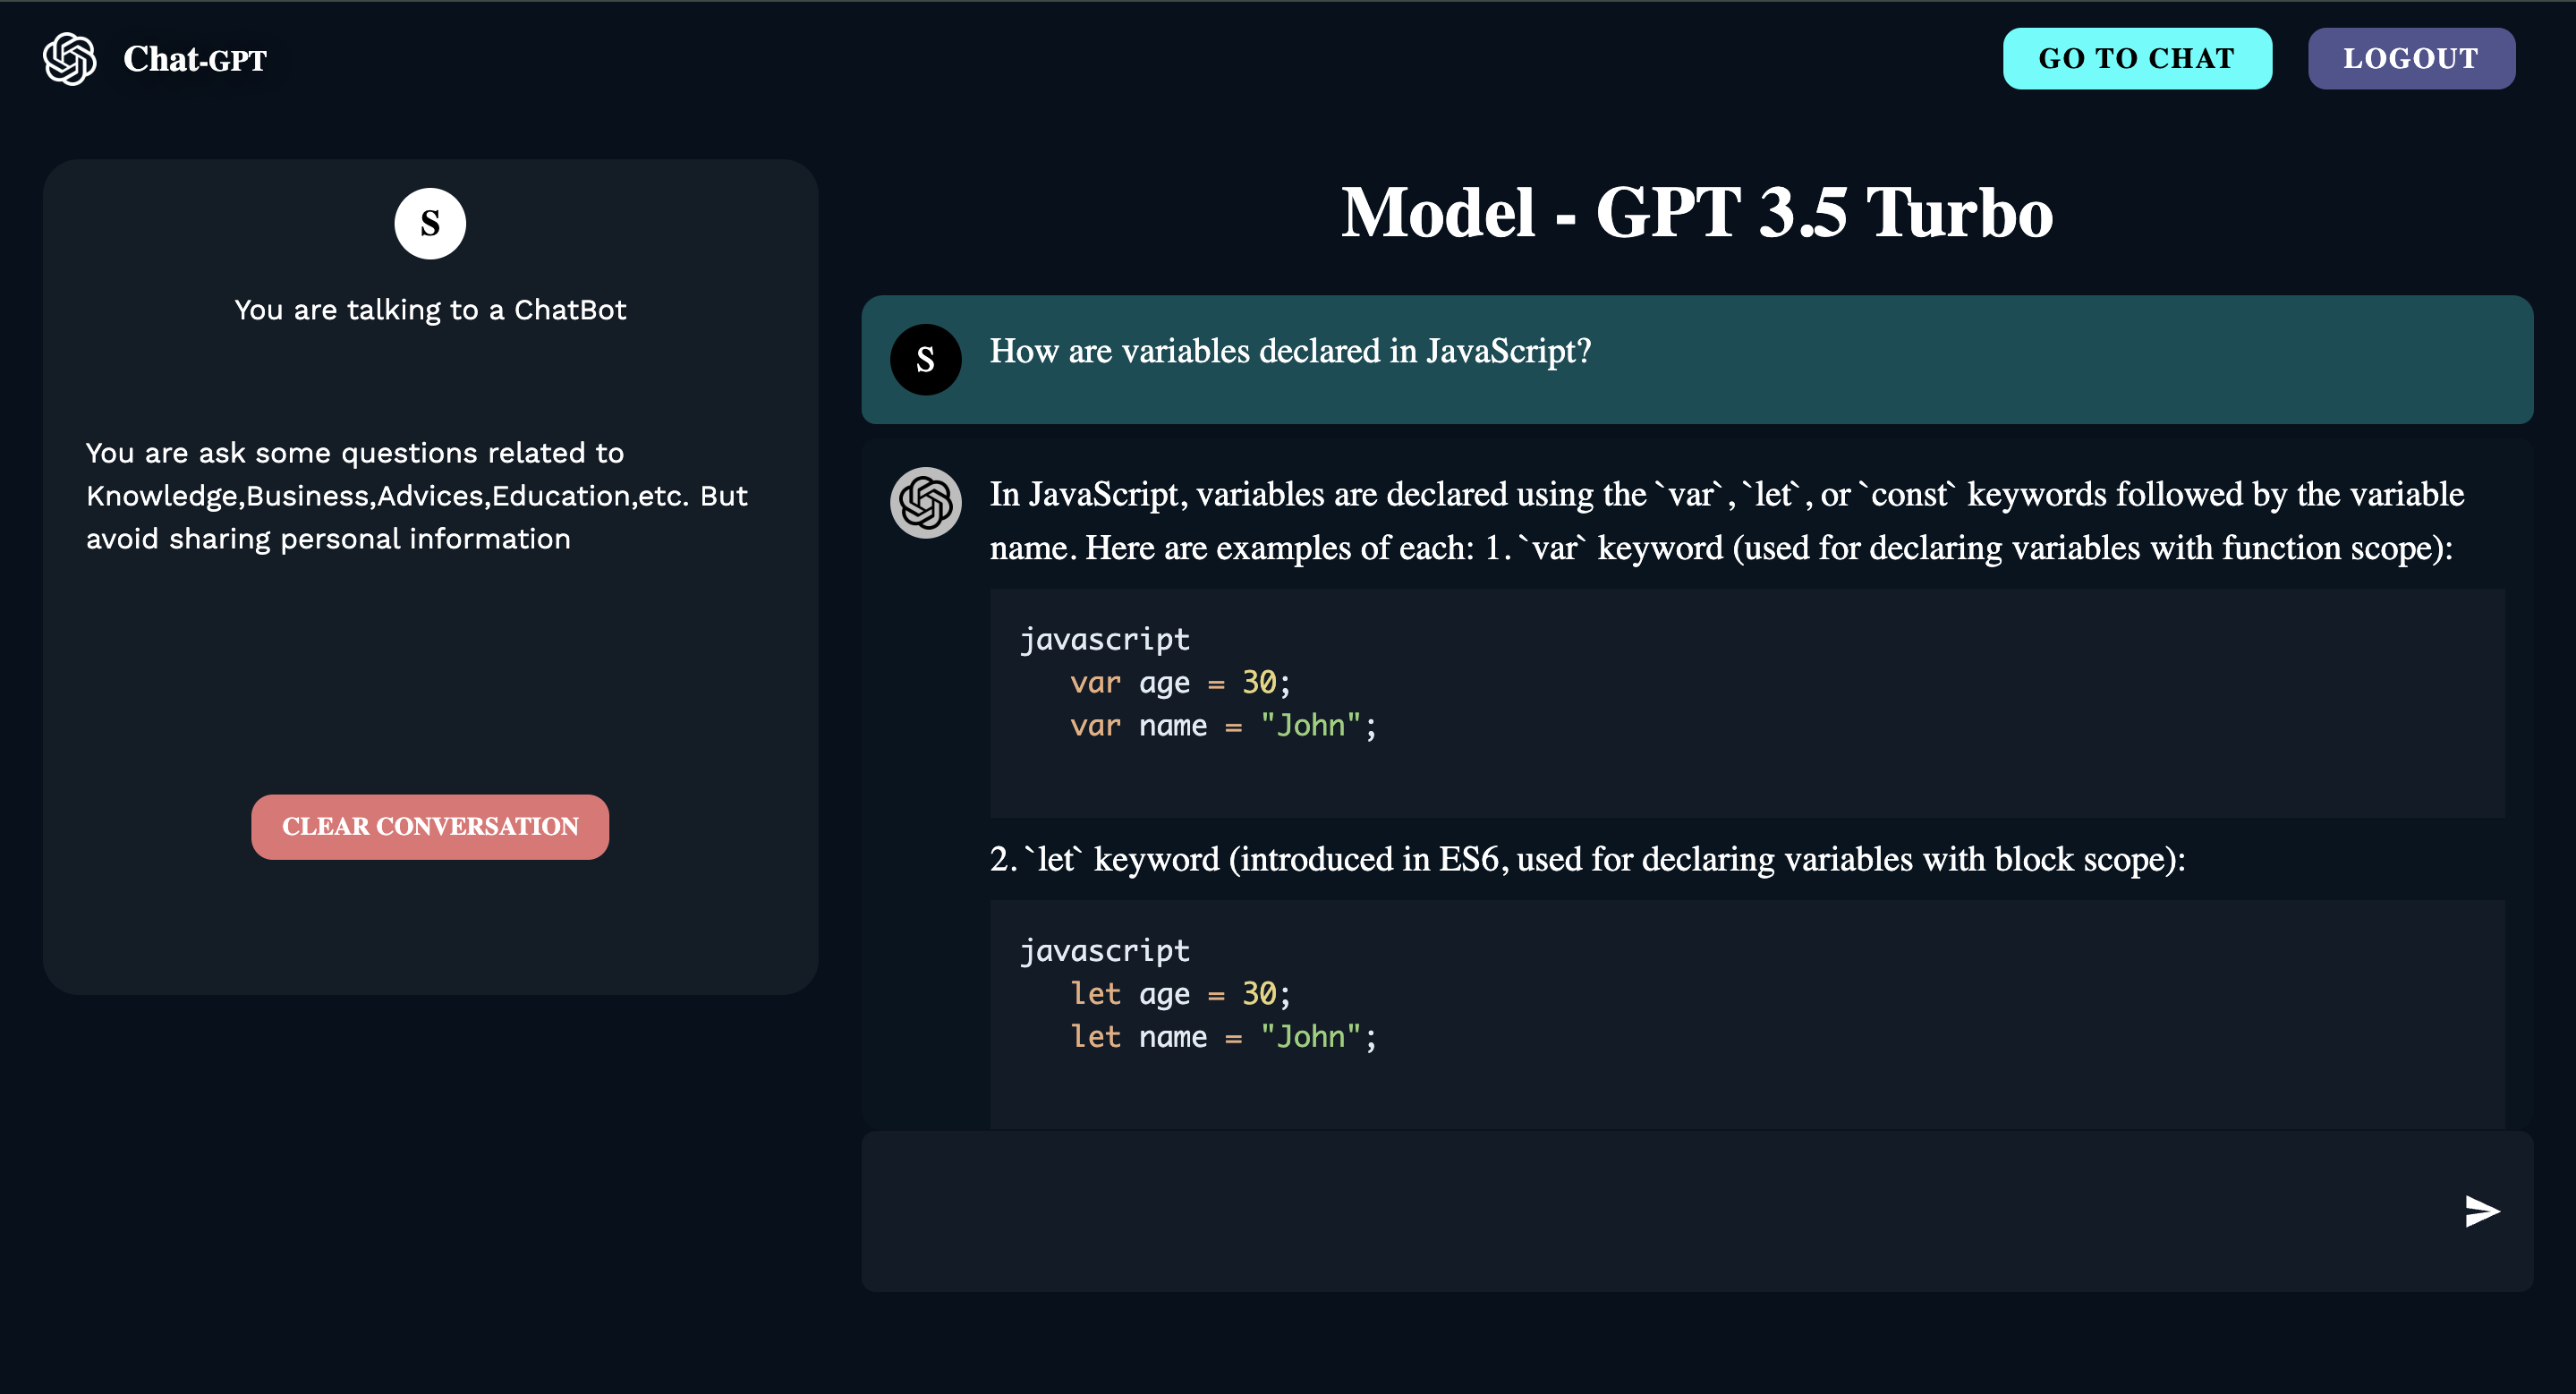 Chat-GPT
GO TO CHAT
LOGOUT
S
You are talking to a ChatBot
You are ask some questions related to
Knowledge,Business,Advices,Education,etc. But
avoid sharing personal information
CLEAR CONVERSATION
Model - GPT 3.5 Turbo
S
How are variables declared in JavaScript?
In JavaScript, variables are declared using the `var`, `let`, or `const` keywords followed by the variable
name. Here are examples of each: 1. `var` keyword (used for declaring variables with function scope):
javascript
   var age = 30;
   var name = "John";
2. `let` keyword (introduced in ES6, used for declaring variables with block scope):
javascript
   let age = 30;
   let name = "John";